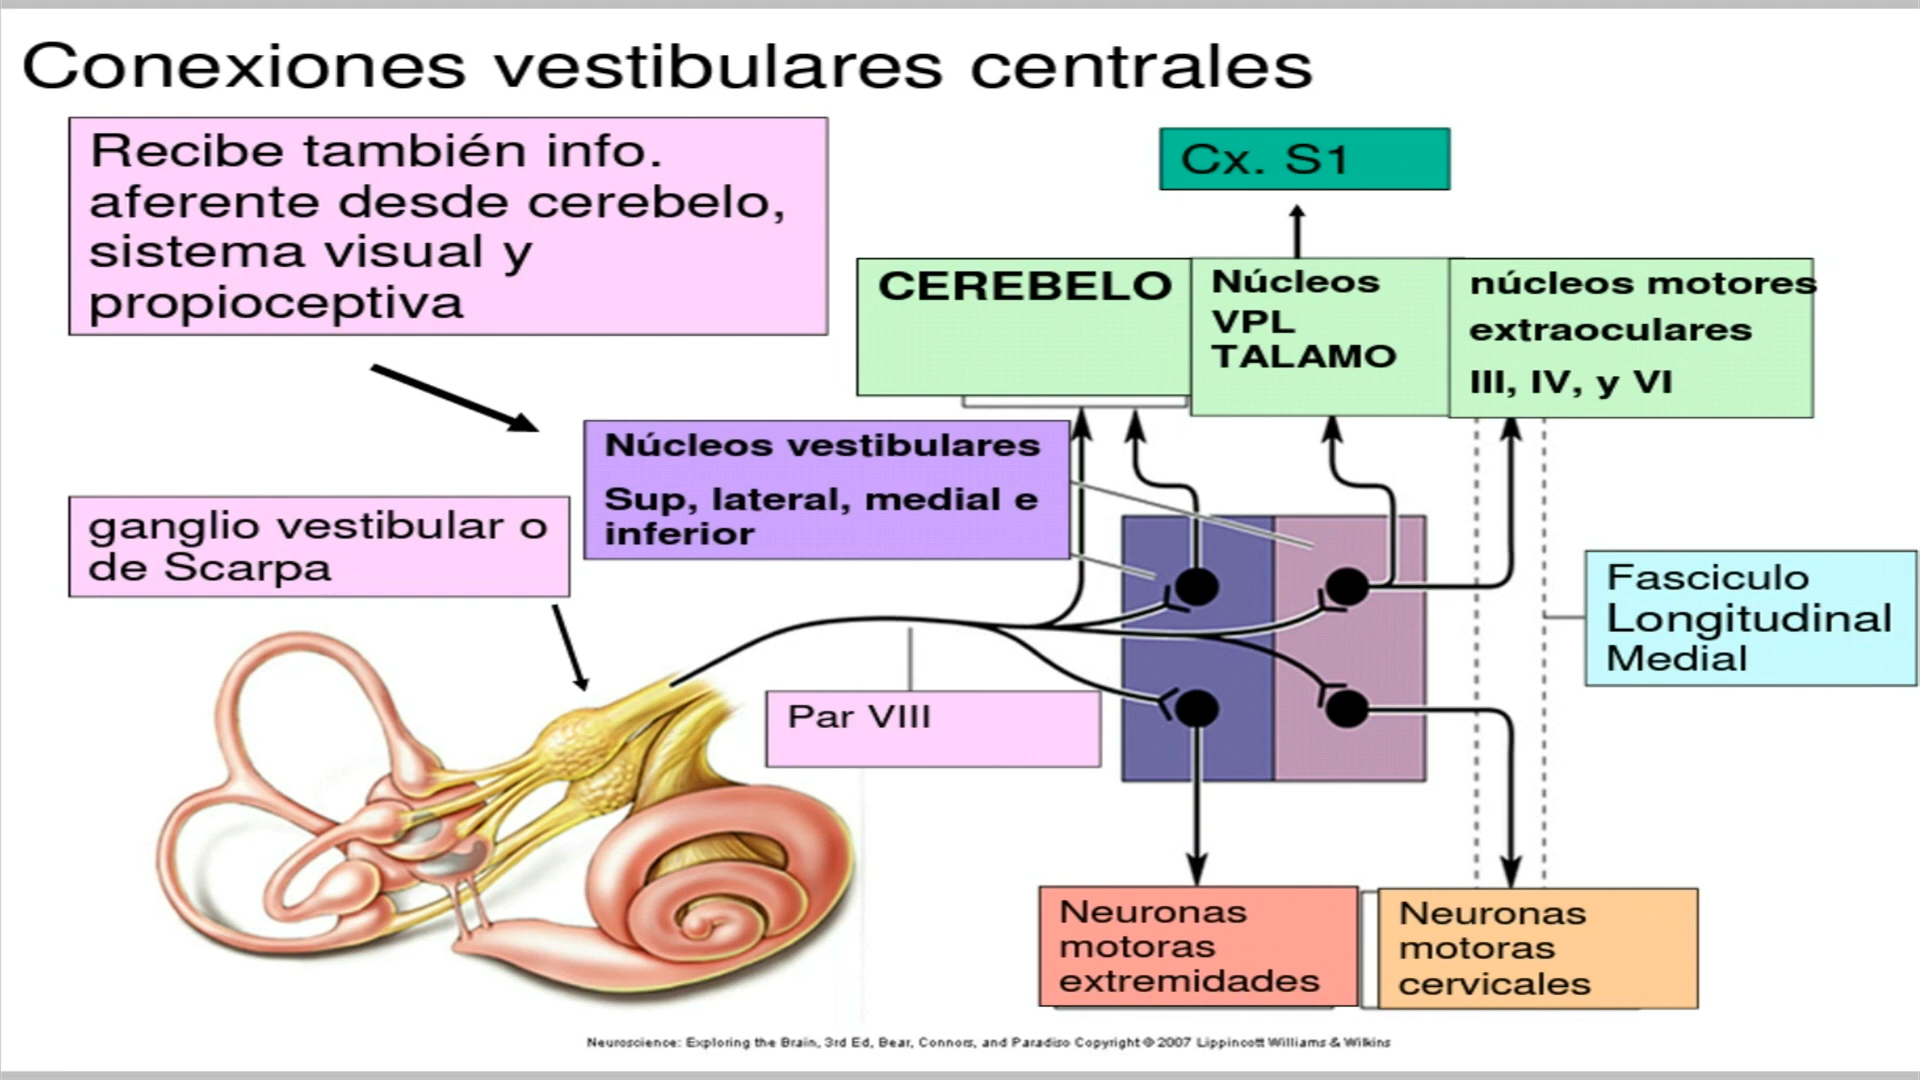 Conexiones vestibulares centrales
Recibe también info.
aferente desde cerebelo,
sistema visual y
propioceptiva
Cx. S1
CEREBELO
Núcleos
VPL
TALAMO
núcleos motores
extraoculares
III, IV, y VI
Núcleos vestibulares
Sup, lateral, medial e
inferior
ganglio vestibular o
de Scarpa
Fasciculo
Longitudinal
Medial
Par VIII
Neuronas
motoras
extremidades
Neuronas
motoras
cervicales
Neuroscience: Exploring the Brain, 3rd Ed, Bear, Connors, and Paradiso Copyright © 2007 Lippincott Williams & Wilkins